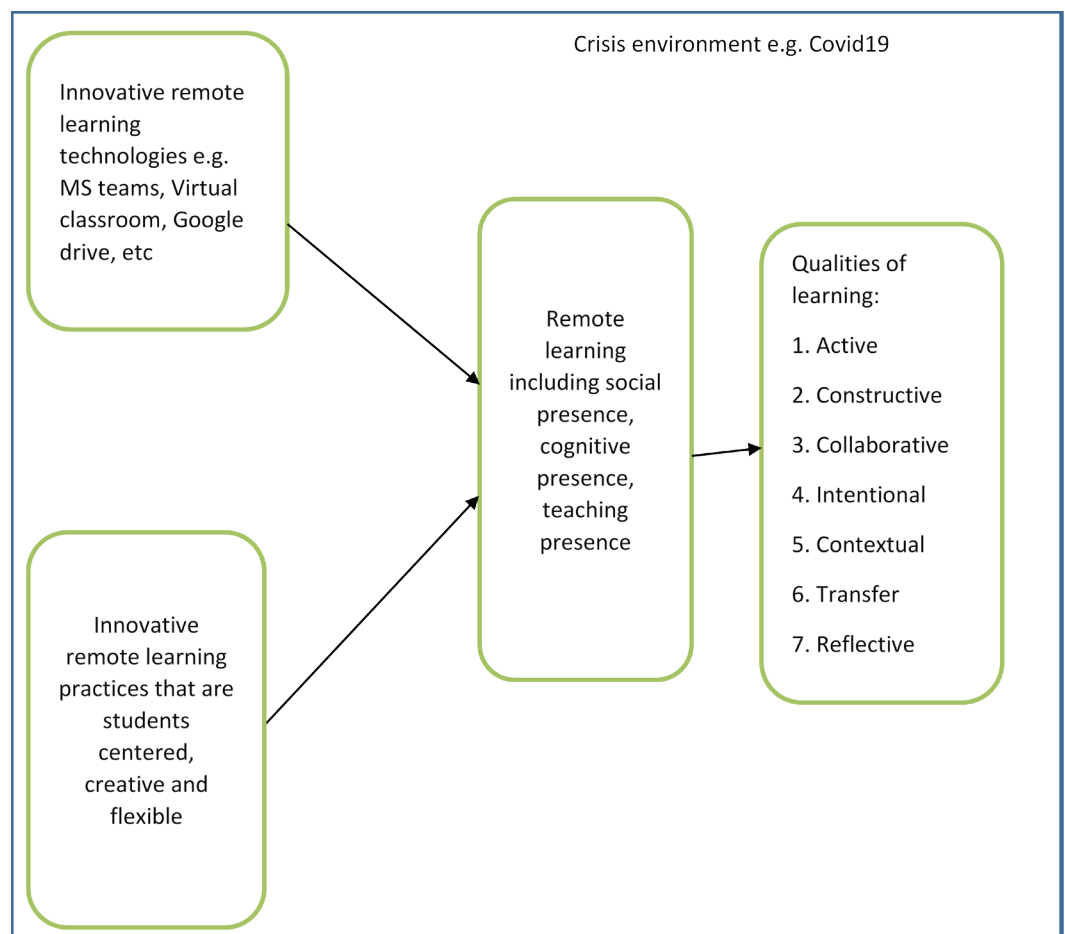 Crisis environment e.g. Covid19
Innovative remote
learning
technologies e.g.
MS teams, Virtual
classroom, Google
drive, etc
Innovative
remote learning
practices that are
students
centered,
creative and
flexible
Remote
learning
including social
presence,
cognitive
presence,
teaching
presence
Qualities of
learning:
1. Active
2. Constructive
3. Collaborative
4. Intentional
5. Contextual
6. Transfer
7. Reflective